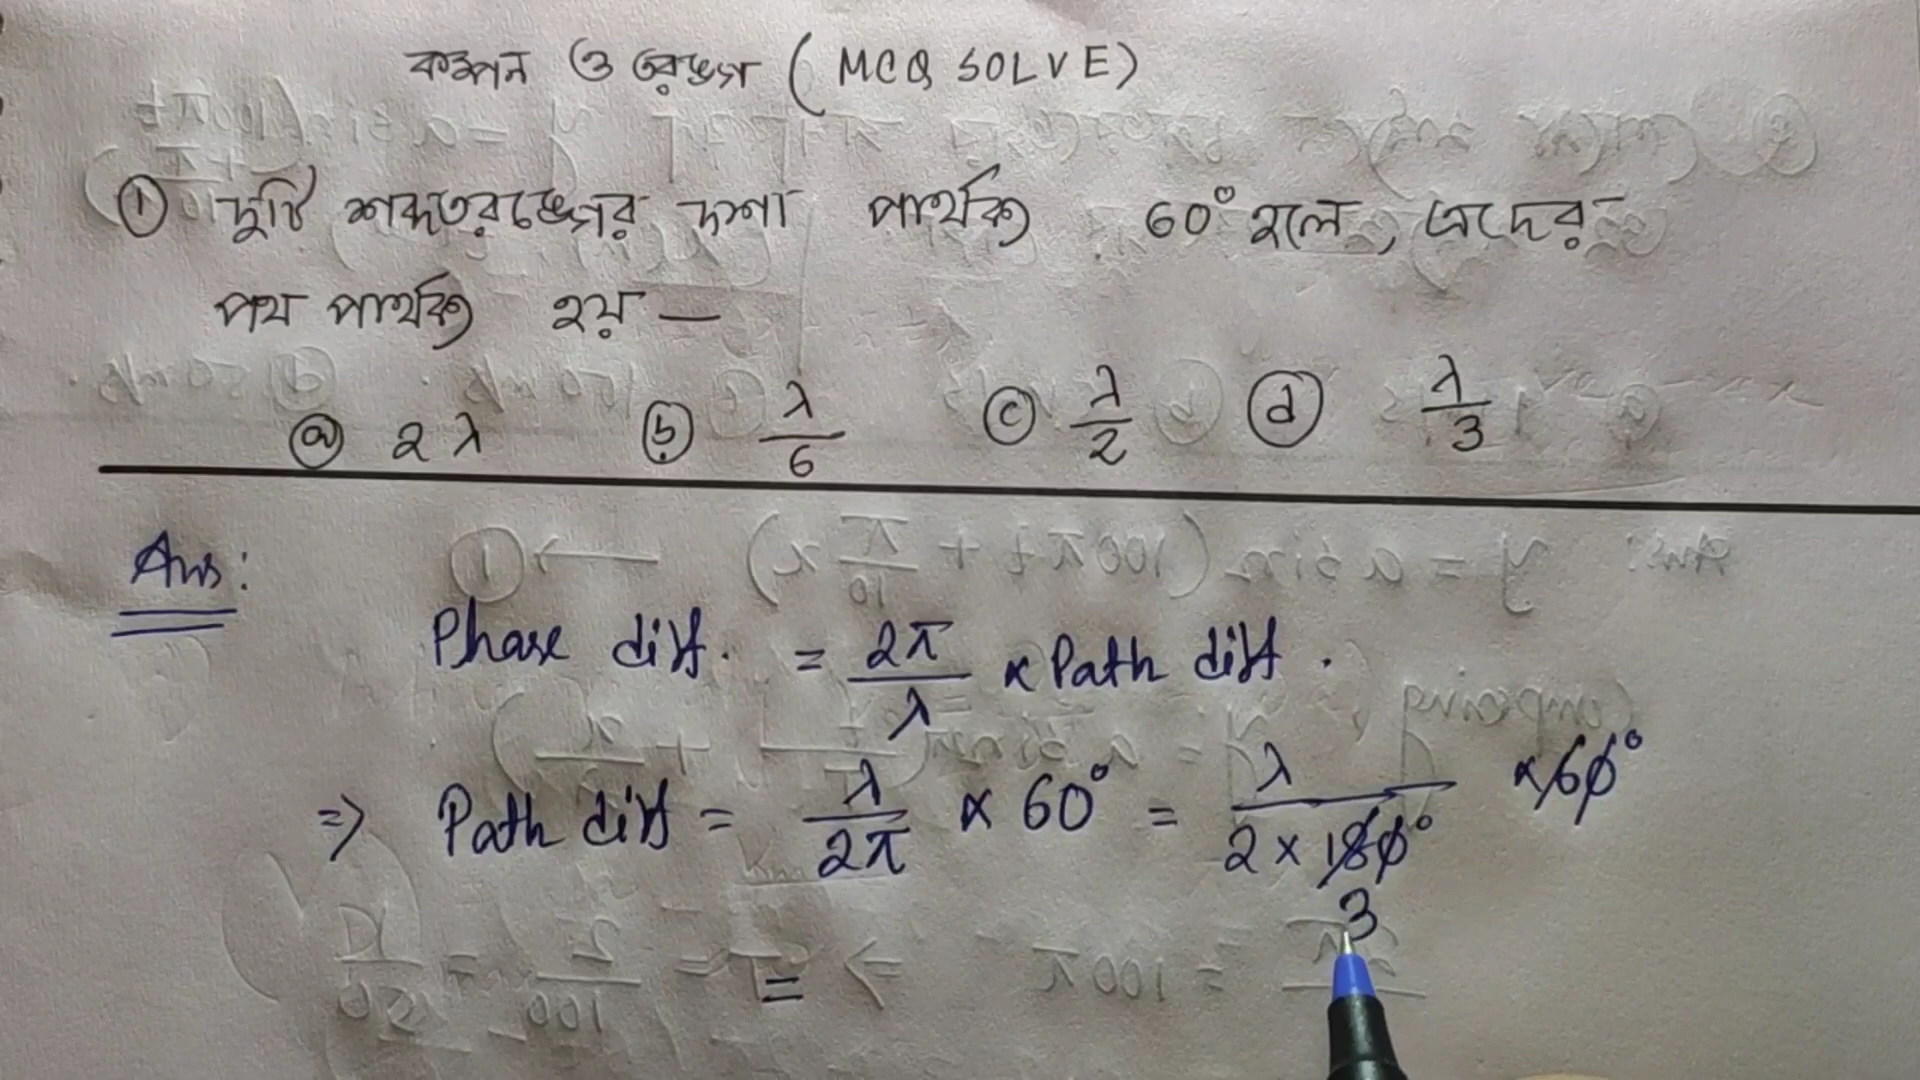 কম্পন ও তরঙ্গ (MCQ SOLVE)
① দুটি শব্দতরঙ্গের দশা পার্থক্য 60° হলে, এদের
পথ পার্থক্য হয় —
ⓐ 2λ ⓑ λ/6 ⓒ λ/2 ⓓ λ/3
Ans:
Phase diff. = 2π/λ × Path diff.
=> Path diff = λ/2π × 60° = λ/(2 × 180°) × 60°
3
=